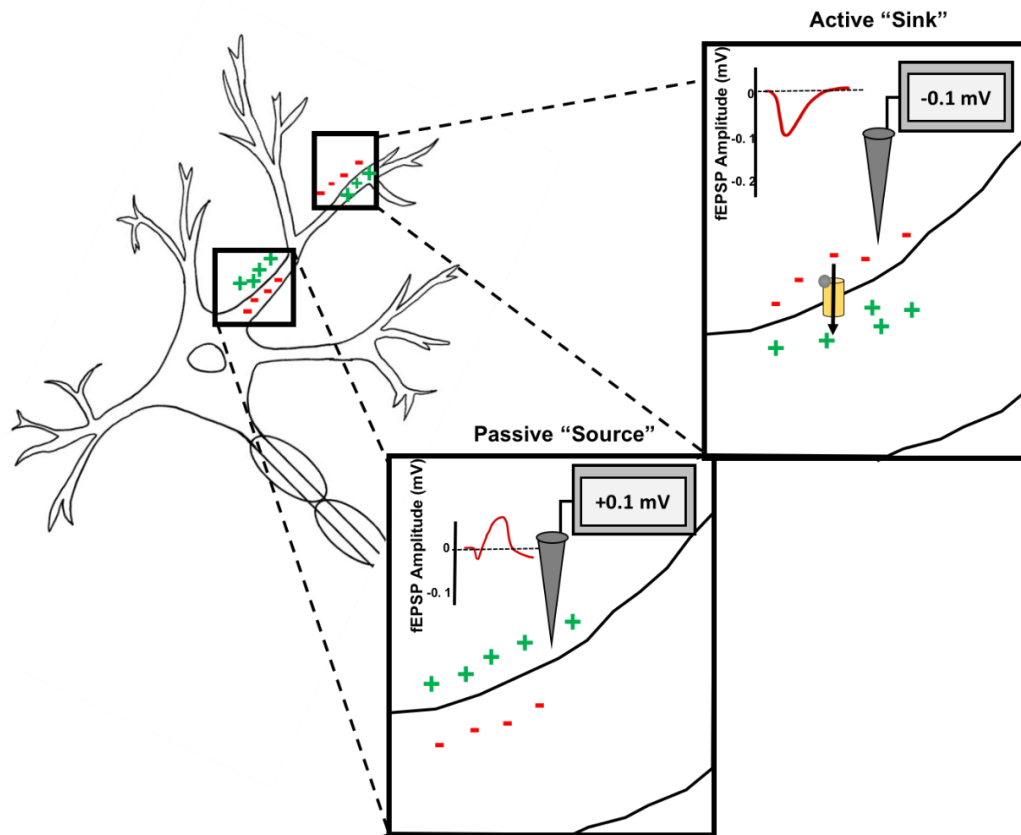 Active “Sink”
fEPSP Amplitude (mV)
0
-0. 1
-0. 2
-0.1 mV
Passive “Source”
fEPSP Amplitude (mV)
0
-0. 1
+0.1 mV